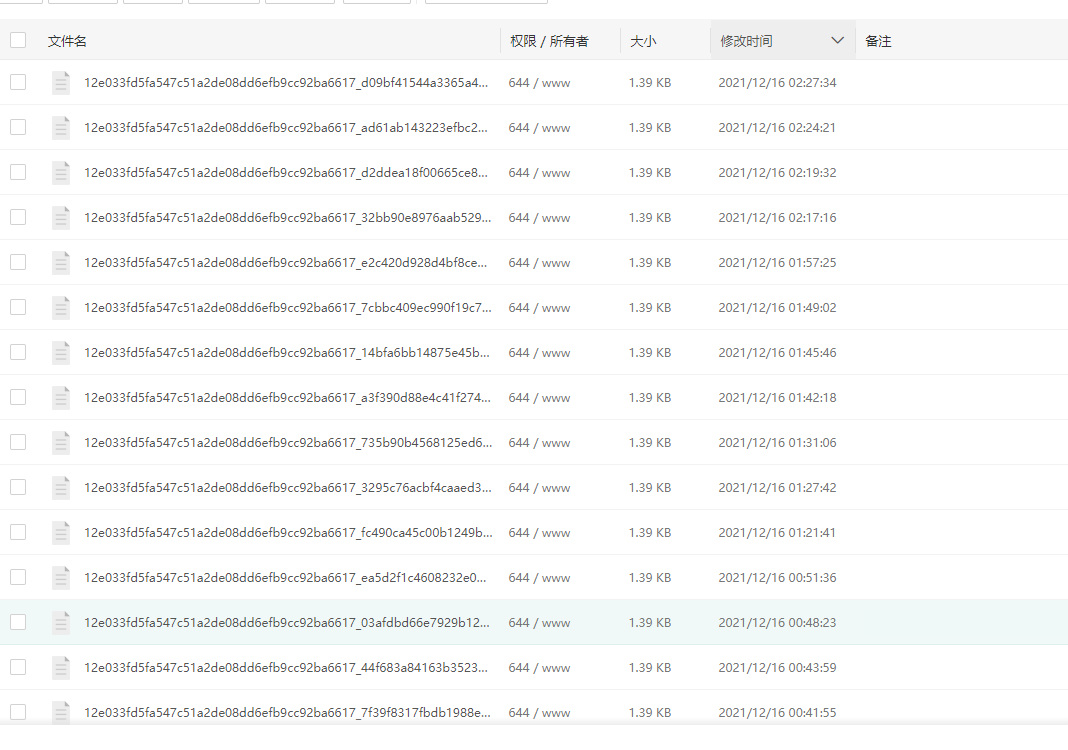 文件名 权限 / 所有者 大小 修改时间 备注
12e033fd5fa547c51a2de08dd6efb9cc92ba6617_d09bf41544a3365a4... 644 / www 1.39 KB 2021/12/16 02:27:34
12e033fd5fa547c51a2de08dd6efb9cc92ba6617_ad61ab143223efbc2... 644 / www 1.39 KB 2021/12/16 02:24:21
12e033fd5fa547c51a2de08dd6efb9cc92ba6617_d2ddea18f00665ce8... 644 / www 1.39 KB 2021/12/16 02:19:32
12e033fd5fa547c51a2de08dd6efb9cc92ba6617_32bb90e8976aab529... 644 / www 1.39 KB 2021/12/16 02:17:16
12e033fd5fa547c51a2de08dd6efb9cc92ba6617_e2c420d928d4bf8ce... 644 / www 1.39 KB 2021/12/16 01:57:25
12e033fd5fa547c51a2de08dd6efb9cc92ba6617_7cbbc409ec990f19c7... 644 / www 1.39 KB 2021/12/16 01:49:02
12e033fd5fa547c51a2de08dd6efb9cc92ba6617_14bfa6bb14875e45b... 644 / www 1.39 KB 2021/12/16 01:45:46
12e033fd5fa547c51a2de08dd6efb9cc92ba6617_a3f390d88e4c41f274... 644 / www 1.39 KB 2021/12/16 01:42:18
12e033fd5fa547c51a2de08dd6efb9cc92ba6617_735b90b4568125ed6... 644 / www 1.39 KB 2021/12/16 01:31:06
12e033fd5fa547c51a2de08dd6efb9cc92ba6617_3295c76acbf4caaed3... 644 / www 1.39 KB 2021/12/16 01:27:42
12e033fd5fa547c51a2de08dd6efb9cc92ba6617_fc490ca45c00b1249b... 644 / www 1.39 KB 2021/12/16 01:21:41
12e033fd5fa547c51a2de08dd6efb9cc92ba6617_ea5d2f1c4608232e0... 644 / www 1.39 KB 2021/12/16 00:51:36
12e033fd5fa547c51a2de08dd6efb9cc92ba6617_03afdbd66e7929b12... 644 / www 1.39 KB 2021/12/16 00:48:23
12e033fd5fa547c51a2de08dd6efb9cc92ba6617_44f683a84163b3523... 644 / www 1.39 KB 2021/12/16 00:43:59
12e033fd5fa547c51a2de08dd6efb9cc92ba6617_7f39f8317fbdb1988e... 644 / www 1.39 KB 2021/12/16 00:41:55